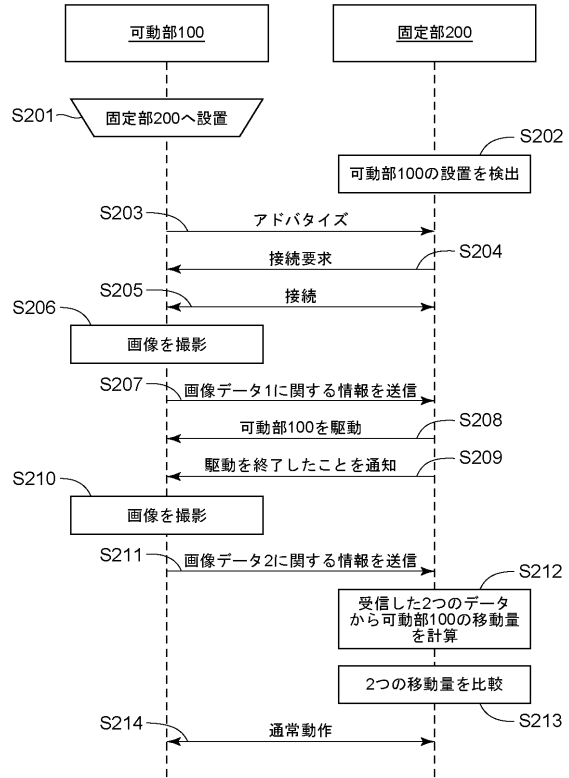 可動部100
固定部200
S201
固定部200へ設置
S202
可動部100の設置を検出
S203
アドバタイズ
S204
接続要求
S205
接続
S206
画像を撮影
S207
画像データ1に関する情報を送信
S208
可動部100を駆動
S209
駆動を終了したことを通知
S210
画像を撮影
S211
画像データ2に関する情報を送信
S212
受信した2つのデータ
から可動部100の移動量
を計算
2つの移動量を比較
S213
S214
通常動作